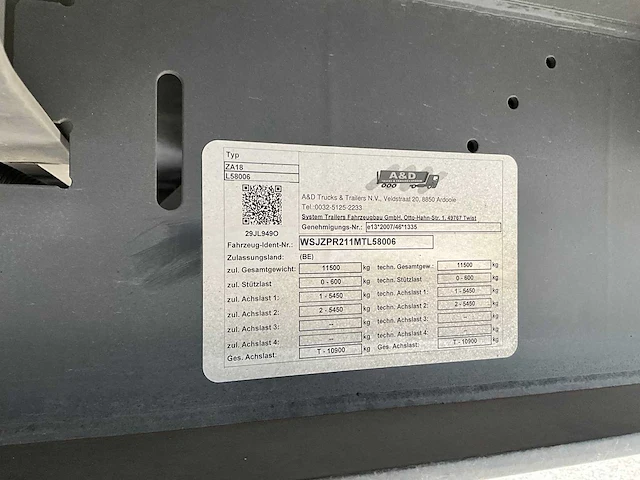 Typ
ZA18
L58006
29JL949O
A&D
A&D Trucks & Trailers N.V., Veldstraat 20, 8850 Ardooie
Tel:0032-5125-2233
System Trailers Fahrzeugbau GmbH, Otto-Hahn-Str. 1, 49767 Twist
Genehmigungs-Nr.: e13*2007/46*1335
Fahrzeug-Ident-Nr.: WSJZPR211MTL58006
Zulassungsland: (BE)
zul. Gesamtgewicht: 11500 kg techn. Gesamtgew.: 11500 kg
zul. Stützlast 0 - 600 kg techn. Stützlast 0 - 600 kg
zul. Achslast 1: 1 - 5450 kg techn. Achslast 1: 1 - 5450 kg
zul. Achslast 2: 2 - 5450 kg techn. Achslast 2: 2 - 5450 kg
zul. Achslast 3: -- kg techn. Achslast 3: -- kg
zul. Achslast 4: -- kg techn. Achslast 4: -- kg
Ges. Achslast: T - 10900 kg Ges. Achslast: T - 10900 kg